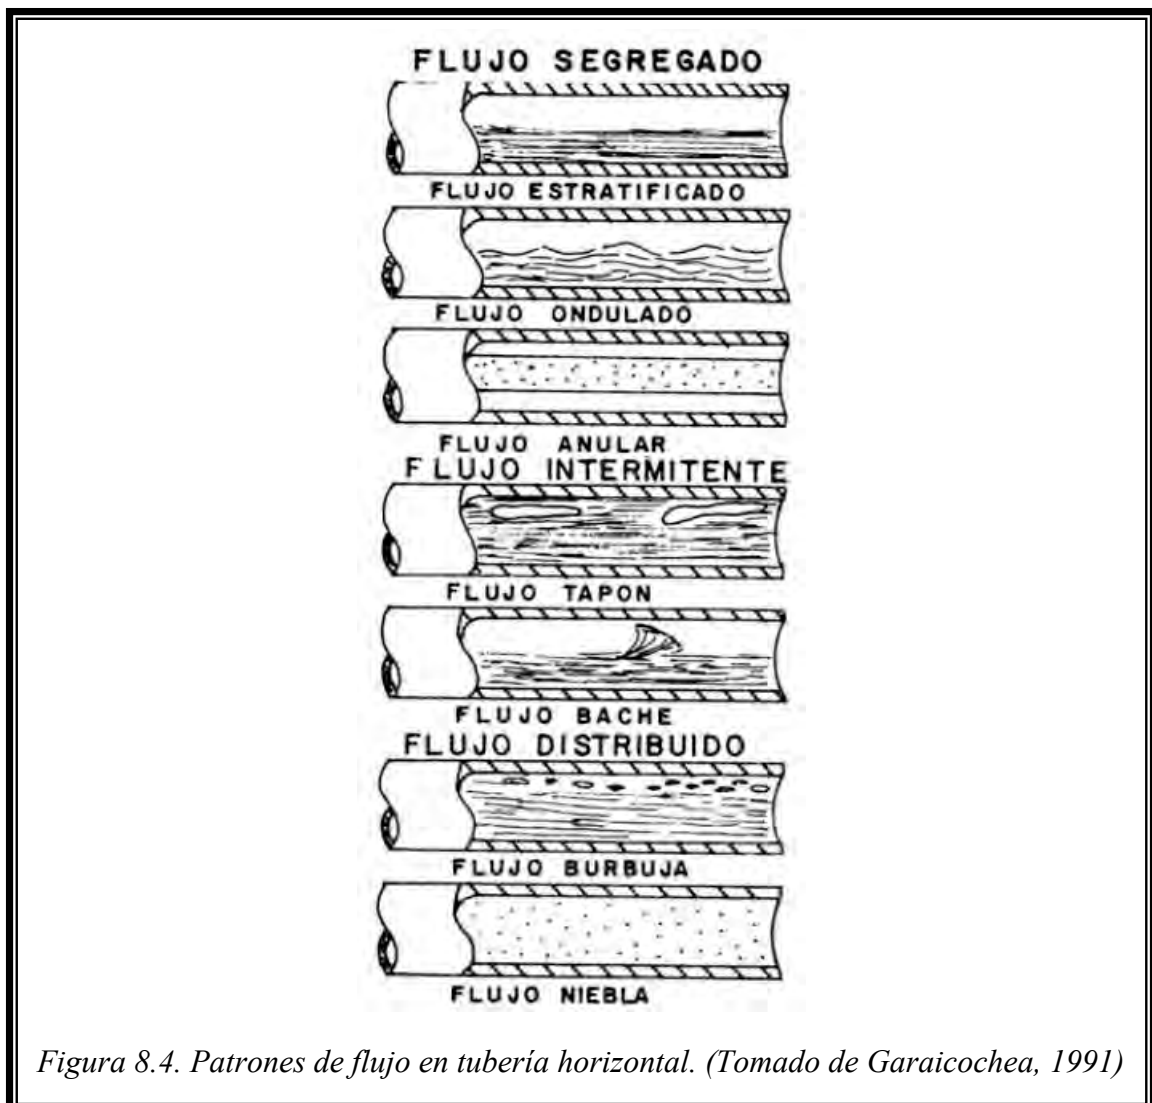 FLUJO SEGREGADO
FLUJO ESTRATIFICADO
FLUJO ONDULADO
FLUJO ANULAR
FLUJO INTERMITENTE
FLUJO TAPON
FLUJO BACHE
FLUJO DISTRIBUIDO
FLUJO BURBUJA
FLUJO NIEBLA
Figura 8.4. Patrones de flujo en tubería horizontal. (Tomado de Garaicochea, 1991)